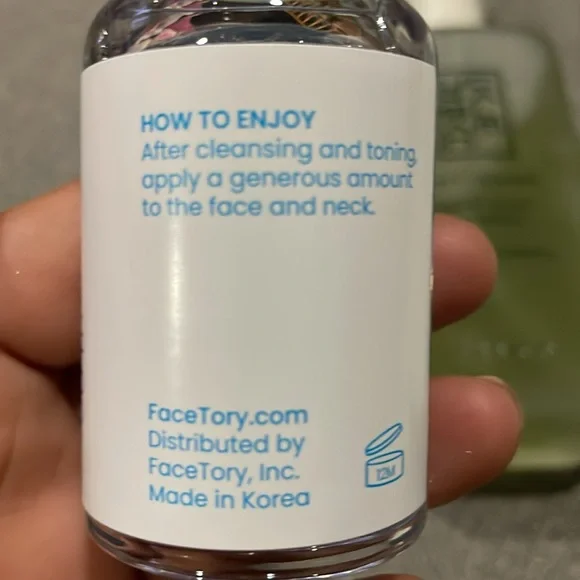 HOW TO ENJOY
After cleansing and toning,
apply a generous amount
to the face and neck.
FaceTory.com
Distributed by
FaceTory, Inc.
Made in Korea
12M